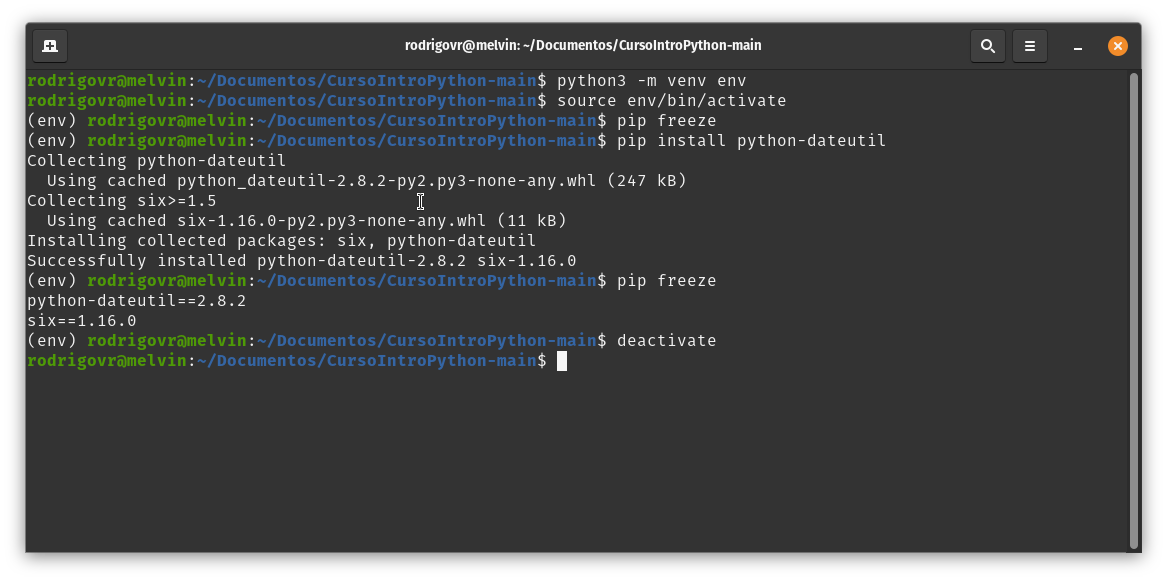 rodrigovr@melvin: ~/Documentos/CursoIntroPython-main
rodrigovr@melvin:~/Documentos/CursoIntroPython-main$ python3 -m venv env
rodrigovr@melvin:~/Documentos/CursoIntroPython-main$ source env/bin/activate
(env) rodrigovr@melvin:~/Documentos/CursoIntroPython-main$ pip freeze
(env) rodrigovr@melvin:~/Documentos/CursoIntroPython-main$ pip install python-dateutil
Collecting python-dateutil
  Using cached python_dateutil-2.8.2-py2.py3-none-any.whl (247 kB)
Collecting six>=1.5
  Using cached six-1.16.0-py2.py3-none-any.whl (11 kB)
Installing collected packages: six, python-dateutil
Successfully installed python-dateutil-2.8.2 six-1.16.0
(env) rodrigovr@melvin:~/Documentos/CursoIntroPython-main$ pip freeze
python-dateutil==2.8.2
six==1.16.0
(env) rodrigovr@melvin:~/Documentos/CursoIntroPython-main$ deactivate
rodrigovr@melvin:~/Documentos/CursoIntroPython-main$